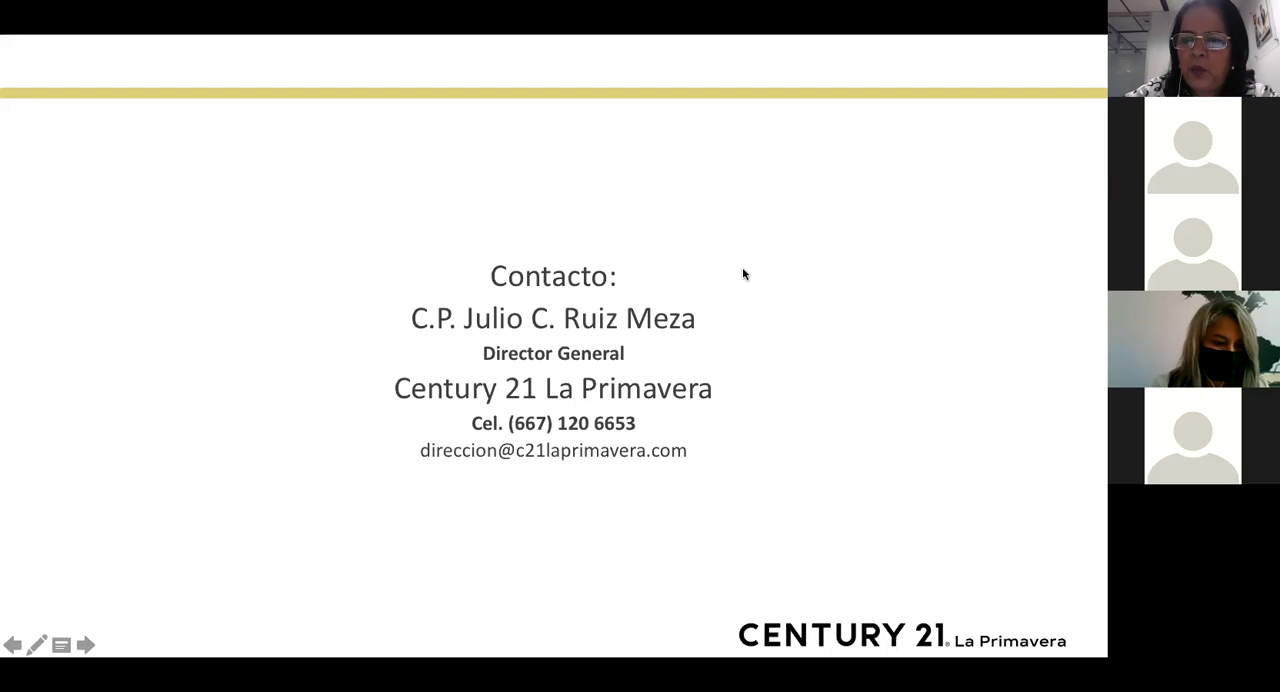 Contacto:
C.P. Julio C. Ruiz Meza
Director General
Century 21 La Primavera
Cel. (667) 120 6653
direccion@c21laprimavera.com
CENTURY 21® La Primavera